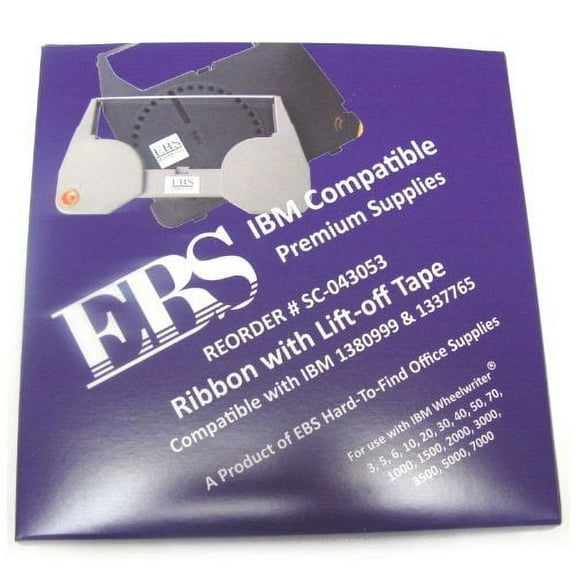 EBS
EBS
EBS
IBM Compatible
Premium Supplies
REORDER # SC-043053
Ribbon with Lift-off Tape
Compatible with IBM 1380999 & 1337765
A Product of EBS Hard-To-Find Office Supplies
For use with IBM Wheelwriter®
3, 5, 6, 10, 20, 30, 40, 50, 70,
1000, 1500, 2000, 3000,
3500, 5000, 7000